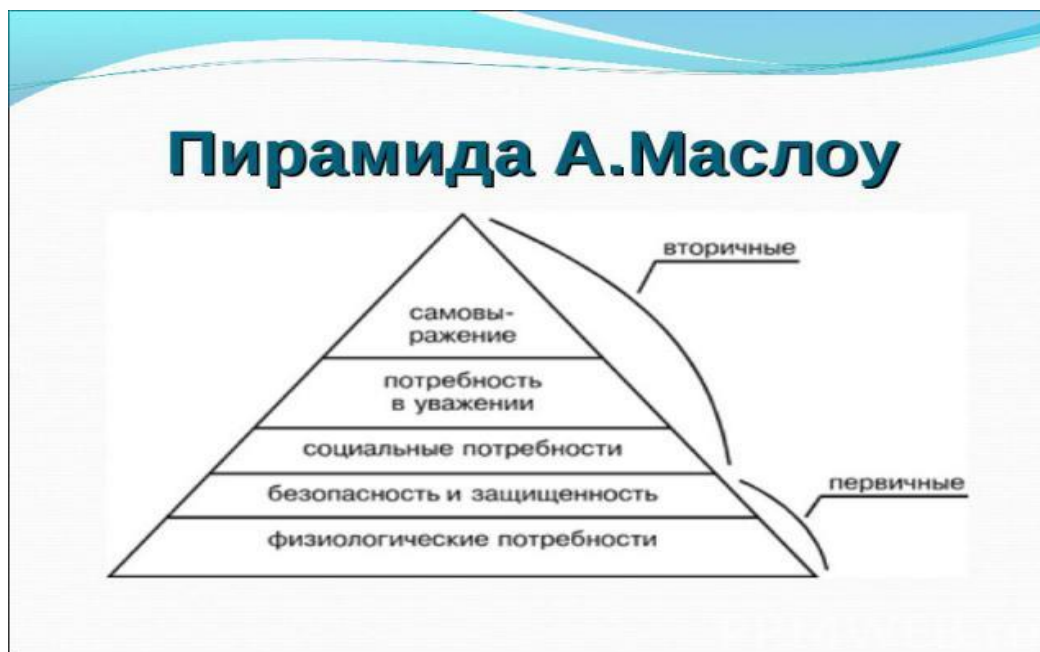 Пирамида А.Маслоу
вторичные
самовы-
ражение
потребность
в уважении
социальные потребности
безопасность и защищенность
первичные
физиологические потребности